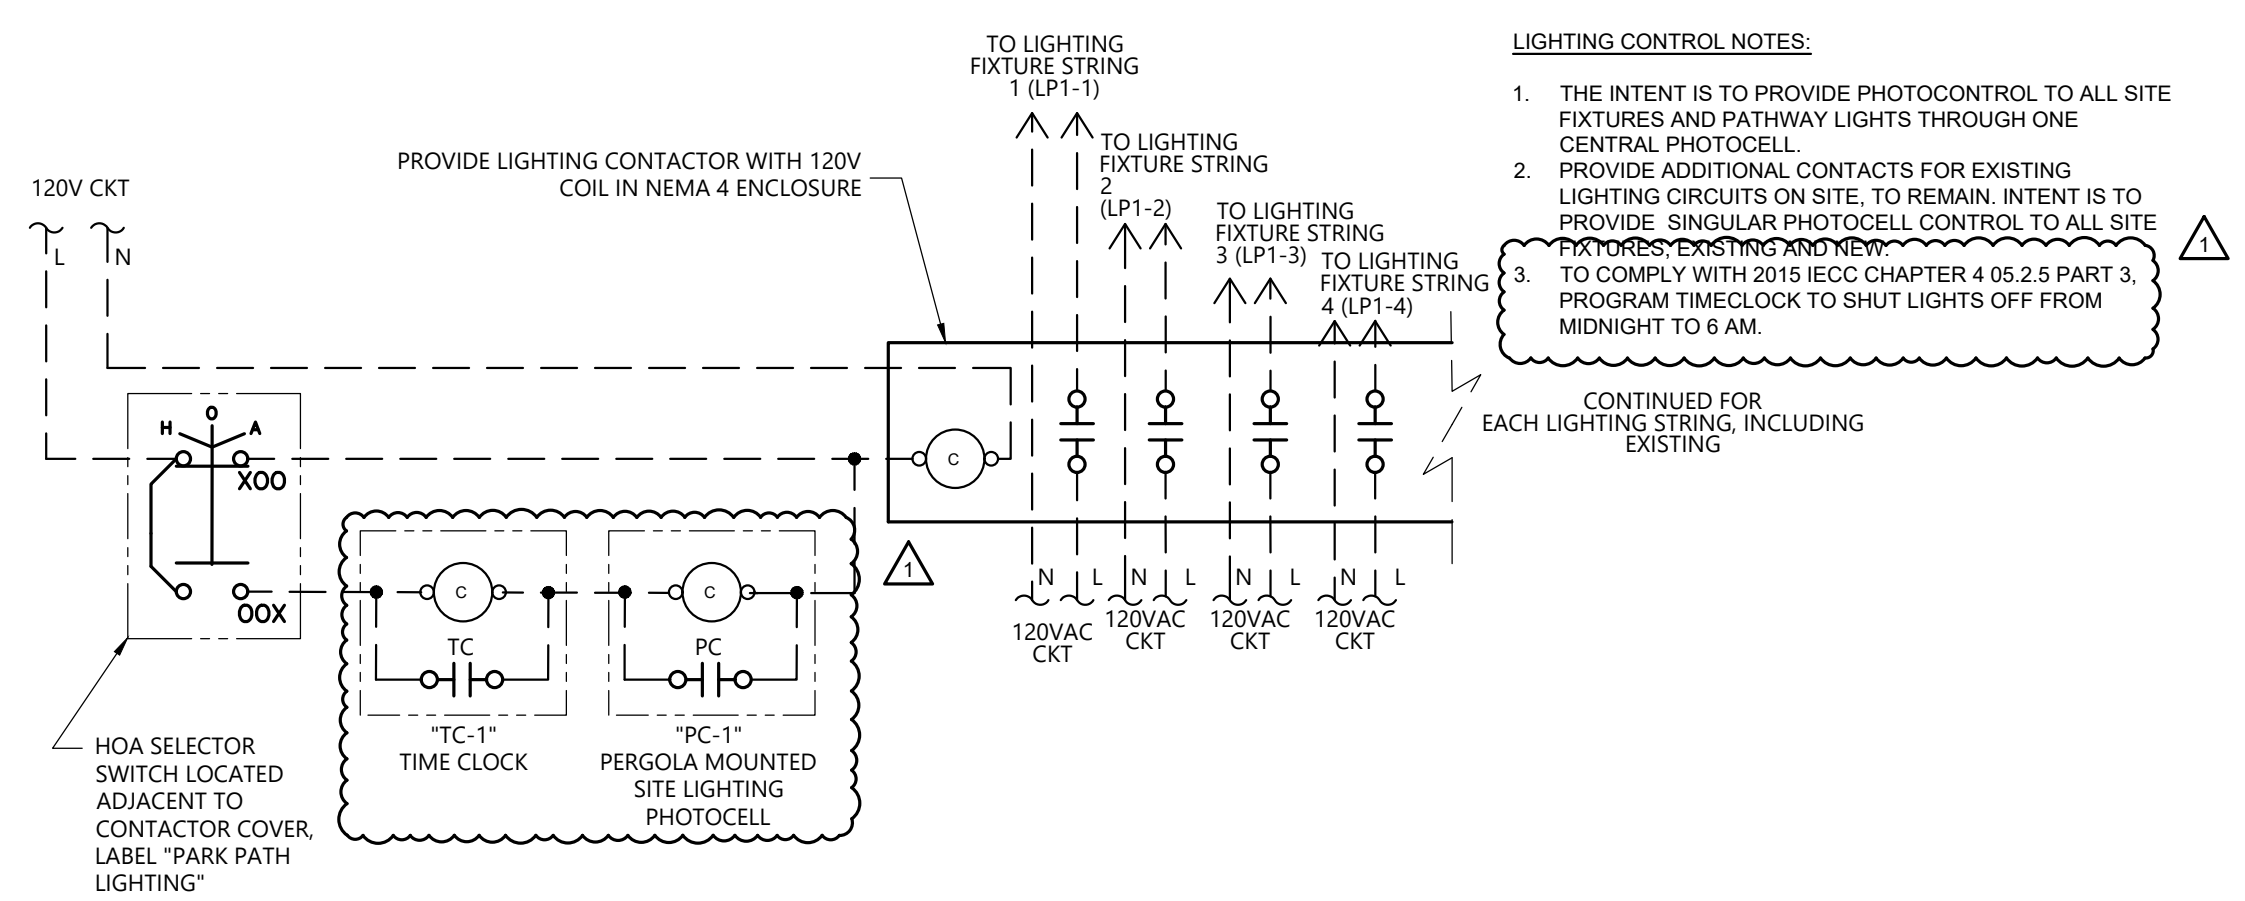 120V CKT
L
N
PROVIDE LIGHTING CONTACTOR WITH 120V
COIL IN NEMA 4 ENCLOSURE
TO LIGHTING
FIXTURE STRING
1 (LP1-1)
TO LIGHTING
FIXTURE STRING
2
(LP1-2)
TO LIGHTING
FIXTURE STRING
3 (LP1-3)
TO LIGHTING
FIXTURE STRING
4 (LP1-4)
LIGHTING CONTROL NOTES:
1. THE INTENT IS TO PROVIDE PHOTOCONTROL TO ALL SITE
FIXTURES AND PATHWAY LIGHTS THROUGH ONE
CENTRAL PHOTOCELL.
2. PROVIDE ADDITIONAL CONTACTS FOR EXISTING
LIGHTING CIRCUITS ON SITE, TO REMAIN. INTENT IS TO
PROVIDE SINGULAR PHOTOCELL CONTROL TO ALL SITE
FIXTURES, EXISTING AND NEW.
3. TO COMPLY WITH 2015 IECC CHAPTER 4 05.2.5 PART 3,
PROGRAM TIMECLOCK TO SHUT LIGHTS OFF FROM
MIDNIGHT TO 6 AM.
1
CONTINUED FOR
EACH LIGHTING STRING, INCLUDING
EXISTING
H O A
XOO
OOX
C
C
TC
"TC-1"
TIME CLOCK
C
PC
"PC-1"
PERGOLA MOUNTED
SITE LIGHTING
PHOTOCELL
1
N L N L N L N L
120VAC
CKT
120VAC
CKT
120VAC
CKT
120VAC
CKT
HOA SELECTOR
SWITCH LOCATED
ADJACENT TO
CONTACTOR COVER,
LABEL "PARK PATH
LIGHTING"